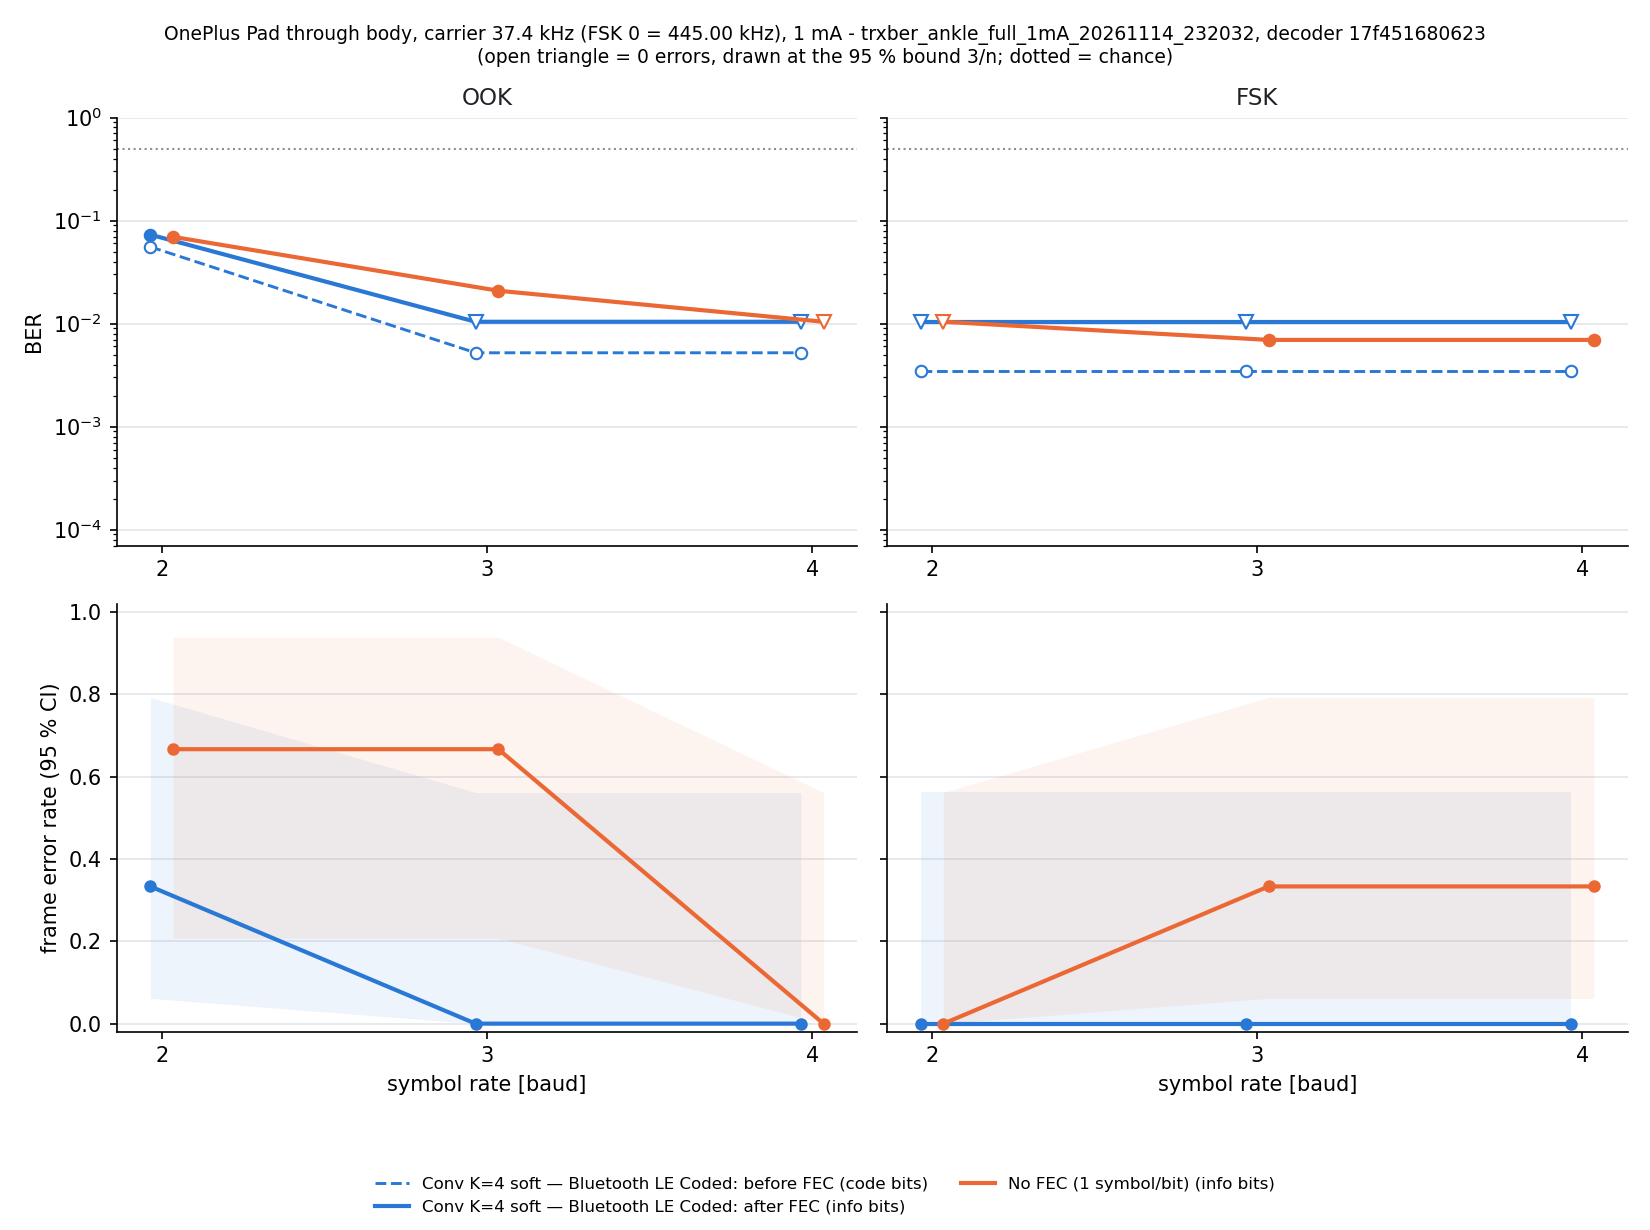 OnePlus Pad through body, carrier 37.4 kHz (FSK 0 = 445.00 kHz), 1 mA - trxber_ankle_full_1mA_20261114_232032, decoder 17f451680623
(open triangle = 0 errors, drawn at the 95 % bound 3/n; dotted = chance)
OOK
FSK
10⁰
10⁻¹
10⁻²
10⁻³
10⁻⁴
BER
2 3 4
2 3 4
1.0
0.8
0.6
0.4
0.2
0.0
frame error rate (95 % CI)
2 3 4
2 3 4
symbol rate [baud]
symbol rate [baud]
Conv K=4 soft — Bluetooth LE Coded: before FEC (code bits)
Conv K=4 soft — Bluetooth LE Coded: after FEC (info bits)
No FEC (1 symbol/bit) (info bits)